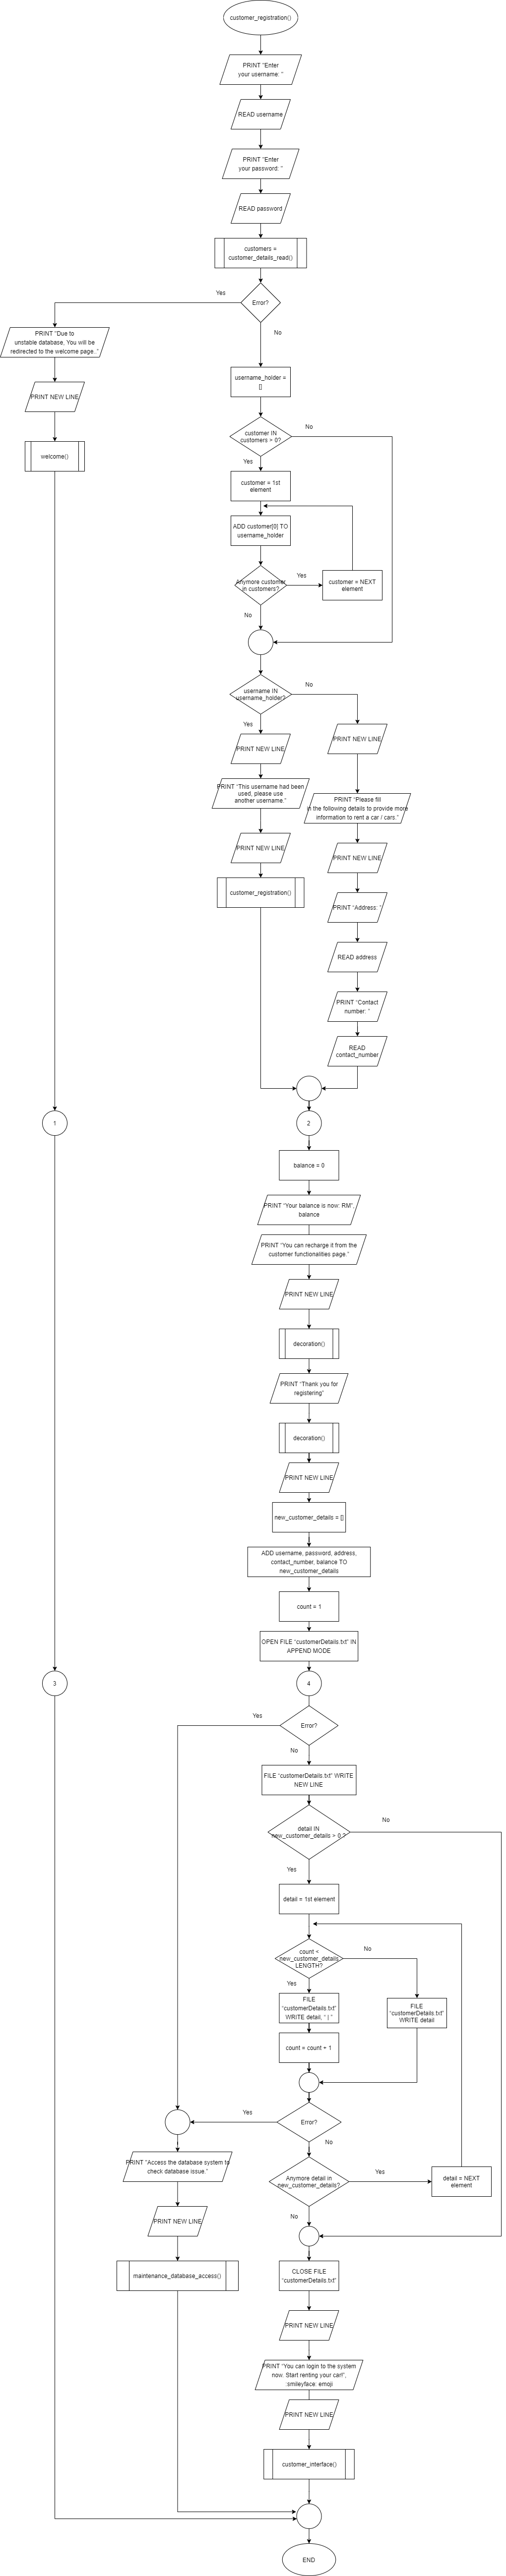 customer_registration()
PRINT "Enter
your username: "
READ username
PRINT "Enter
your password: "
READ password
customers =
customer_details_read()
Error?
Yes
No
PRINT "Due to
unstable database, You will be
redirected to the welcome page.."
PRINT NEW LINE
welcome()
username_holder =
[]
customer IN
customers > 0?
No
Yes
customer = 1st
element
ADD customer[0] TO
username_holder
Anymore customer
in customers?
Yes
customer = NEXT
element
No
username IN
username_holder?
No
Yes
PRINT NEW LINE
PRINT NEW LINE
PRINT "This username had been
used, please use
another username."
PRINT "Please fill
in the following details to provide more
information to rent a car / cars."
PRINT NEW LINE
PRINT NEW LINE
customer_registration()
PRINT "Address: "
READ address
PRINT "Contact
number: "
READ
contact_number
1
2
balance = 0
PRINT "Your balance is now: RM",
balance
PRINT "You can recharge it from the
customer functionalities page."
PRINT NEW LINE
decoration()
PRINT "Thank you for
registering"
decoration()
PRINT NEW LINE
new_customer_details = []
ADD username, password, address,
contact_number, balance TO
new_customer_details
count = 1
OPEN FILE "customerDetails.txt" IN
APPEND MODE
3
4
Yes
Error?
No
FILE "customerDetails.txt" WRITE
NEW LINE
detail IN
new_customer_details > 0 ?
No
Yes
detail = 1st element
count <
new_customer_details
LENGTH?
No
Yes
FILE
"customerDetails.txt"
WRITE detail, " | "
FILE
"customerDetails.txt"
WRITE detail
count = count + 1
Yes
Error?
No
PRINT "Access the database system to
check database issue."
Anymore detail in
new_customer_details?
Yes
detail = NEXT
element
No
PRINT NEW LINE
maintenance_database_access()
CLOSE FILE
"customerDetails.txt"
PRINT NEW LINE
PRINT "You can login to the system
now. Start renting your car!",
:smileyface: emoji
PRINT NEW LINE
customer_interface()
END